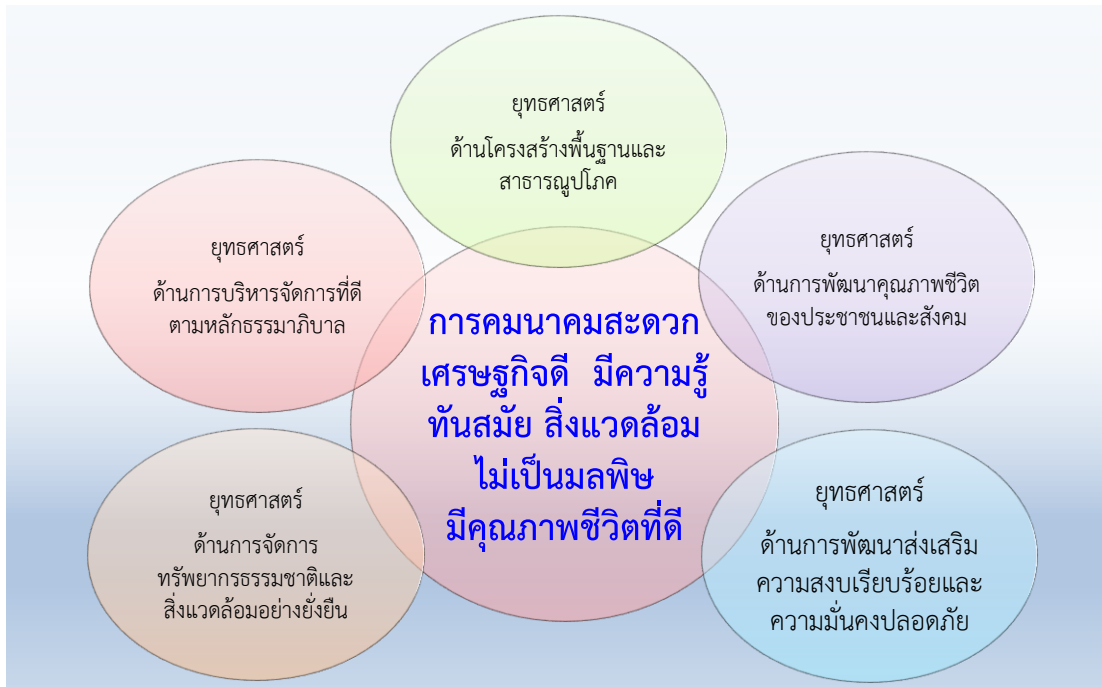 ยุทธศาสตร์
ด้านโครงสร้างพื้นฐานและ
สาธารณูปโภค
ยุทธศาสตร์
ด้านการบริหารจัดการที่ดี
ตามหลักธรรมาภิบาล
ยุทธศาสตร์
ด้านการพัฒนาคุณภาพชีวิต
ของประชาชนและสังคม
การคมนาคมสะดวก
เศรษฐกิจดี มีความรู้
ทันสมัย สิ่งแวดล้อม
ไม่เป็นมลพิษ
มีคุณภาพชีวิตที่ดี
ยุทธศาสตร์
ด้านการจัดการ
ทรัพยากรธรรมชาติและ
สิ่งแวดล้อมอย่างยั่งยืน
ยุทธศาสตร์
ด้านการพัฒนาส่งเสริม
ความสงบเรียบร้อยและ
ความมั่นคงปลอดภัย